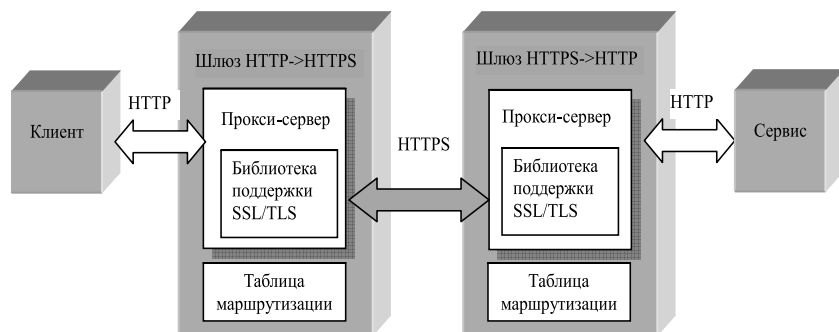 Шлюз HTTP->HTTPS
Шлюз HTTPS->HTTP
HTTP
HTTP
Клиент
Прокси-сервер
Прокси-сервер
Сервис
HTTPS
Библиотека
поддержки
SSL/TLS
Библиотека
поддержки
SSL/TLS
Таблица
маршрутизации
Таблица
маршрутизации